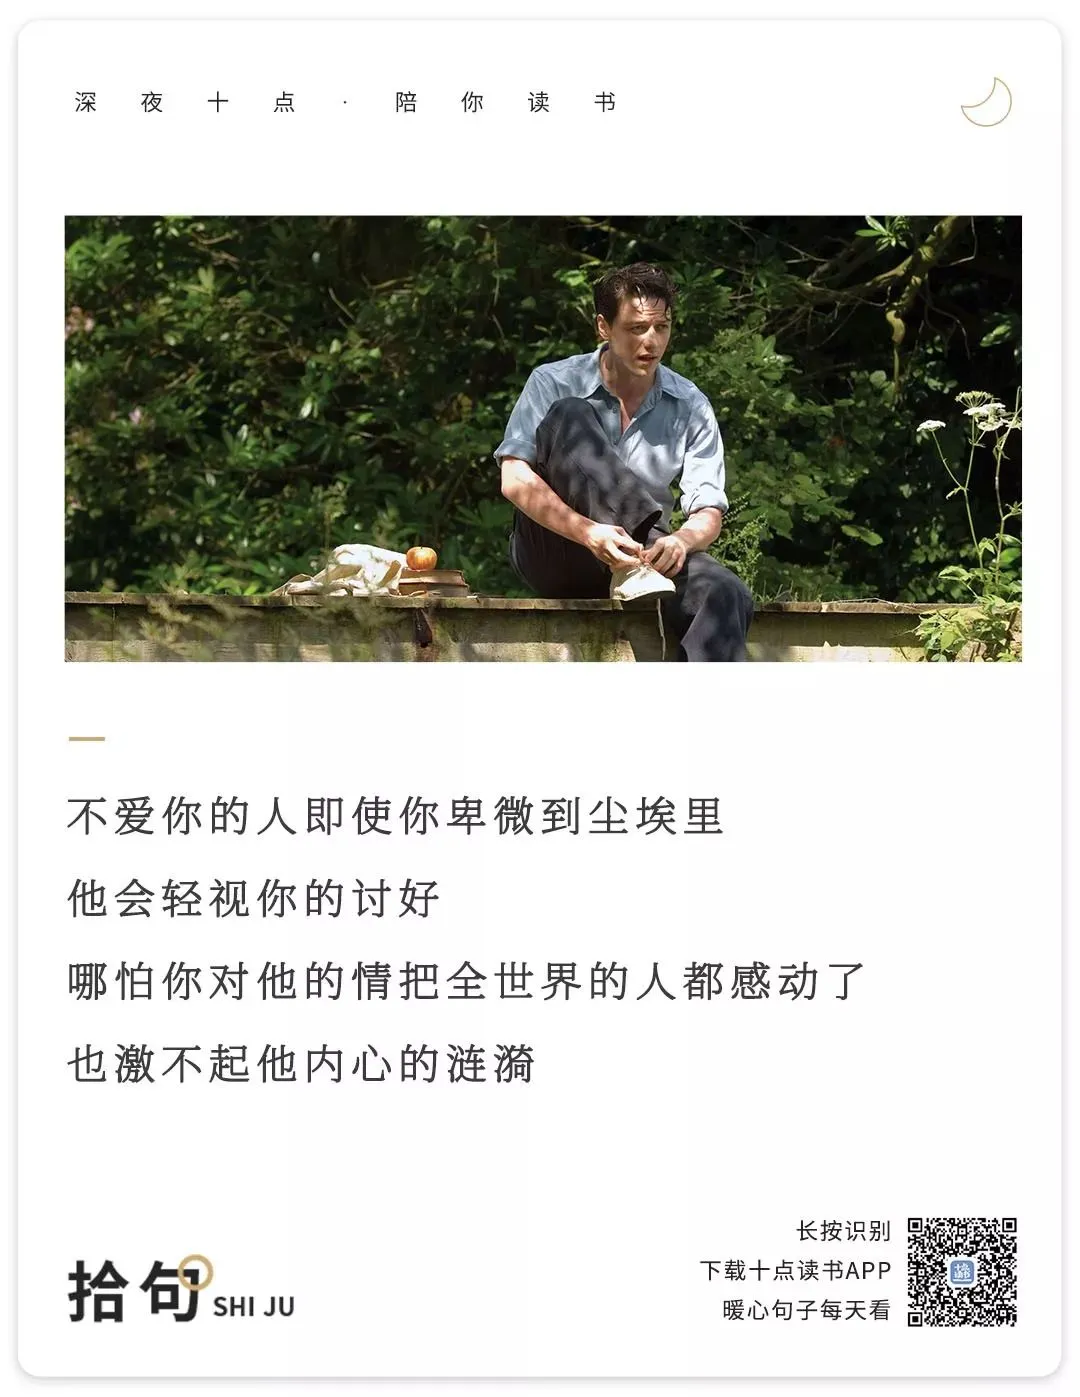 深夜十点·陪你读书
不爱你的人即使你卑微到尘埃里
他会轻视你的讨好
哪怕你对他的情把全世界的人都感动了
也激不起他内心的涟漪
拾句 SHI JU
长按识别
下载十点读书APP
暖心句子每天看
十点读书